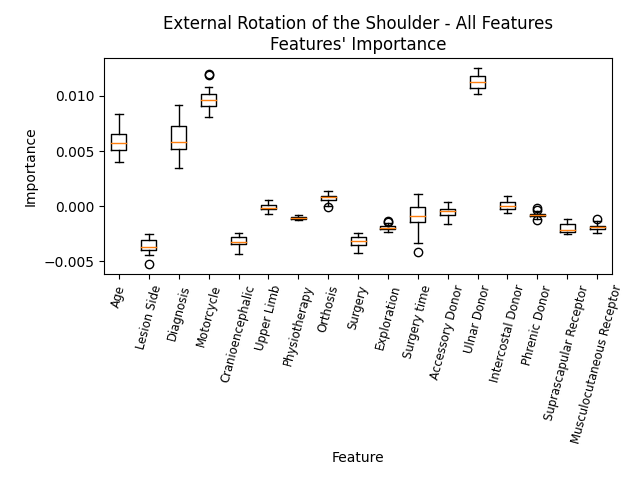 External Rotation of the Shoulder - All Features
Features' Importance
0.010
0.005
0.000
−0.005
Importance
Age
Lesion Side
Diagnosis
Motorcycle
Cranioencephalic
Upper Limb
Physiotherapy
Orthosis
Surgery
Exploration
Surgery time
Accessory Donor
Ulnar Donor
Intercostal Donor
Phrenic Donor
Suprascapular Receptor
Musculocutaneous Receptor
Feature